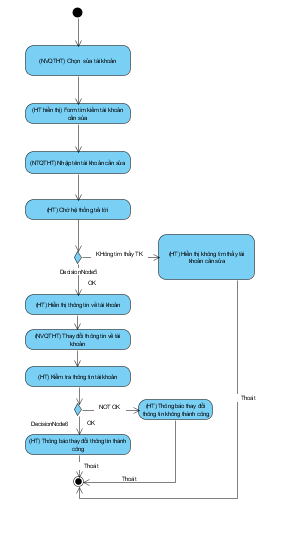 (NVQTHT) Chọn sửa tài khoản
(HT hiển thị) Form tìm kiếm tài khoản
cần sửa
(NTQTHT) Nhập tên tài khoản cần sửa
(HT) Chờ hệ thống trả lời
KHông tìm thấy TK
(HT) Hiển thị không tìm thấy tài
khoản cần sửa
DecisionNode5
OK
(HT) Hiển thị thông tin về tài khoản
(NVQTHT) Thay đổi thông tin về tài
khoản
(HT) Kiểm tra thông tin tài khoản
Thoát
NOT OK
(HT) Thông báo thay đổi
thông tin không thành công
DecisionNode6
OK
(HT) Thông báo thay đổi thông tin thành
công
Thoát
Thoát